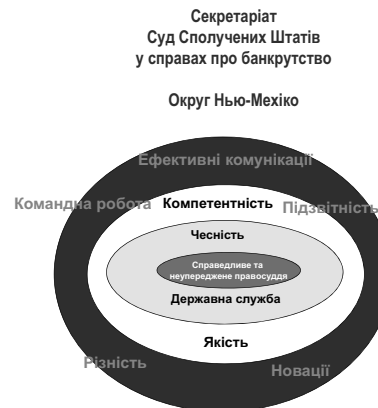 Секретаріат
Суд Сполучених Штатів
у справах про банкрутство
Округ Нью-Мехіко
Ефективні комунікації
Командна робота
Компетентність
Підзвітність
Чесність
Справедливе та
неупереджене правосуддя
Державна служба
Якість
Різність
Новації